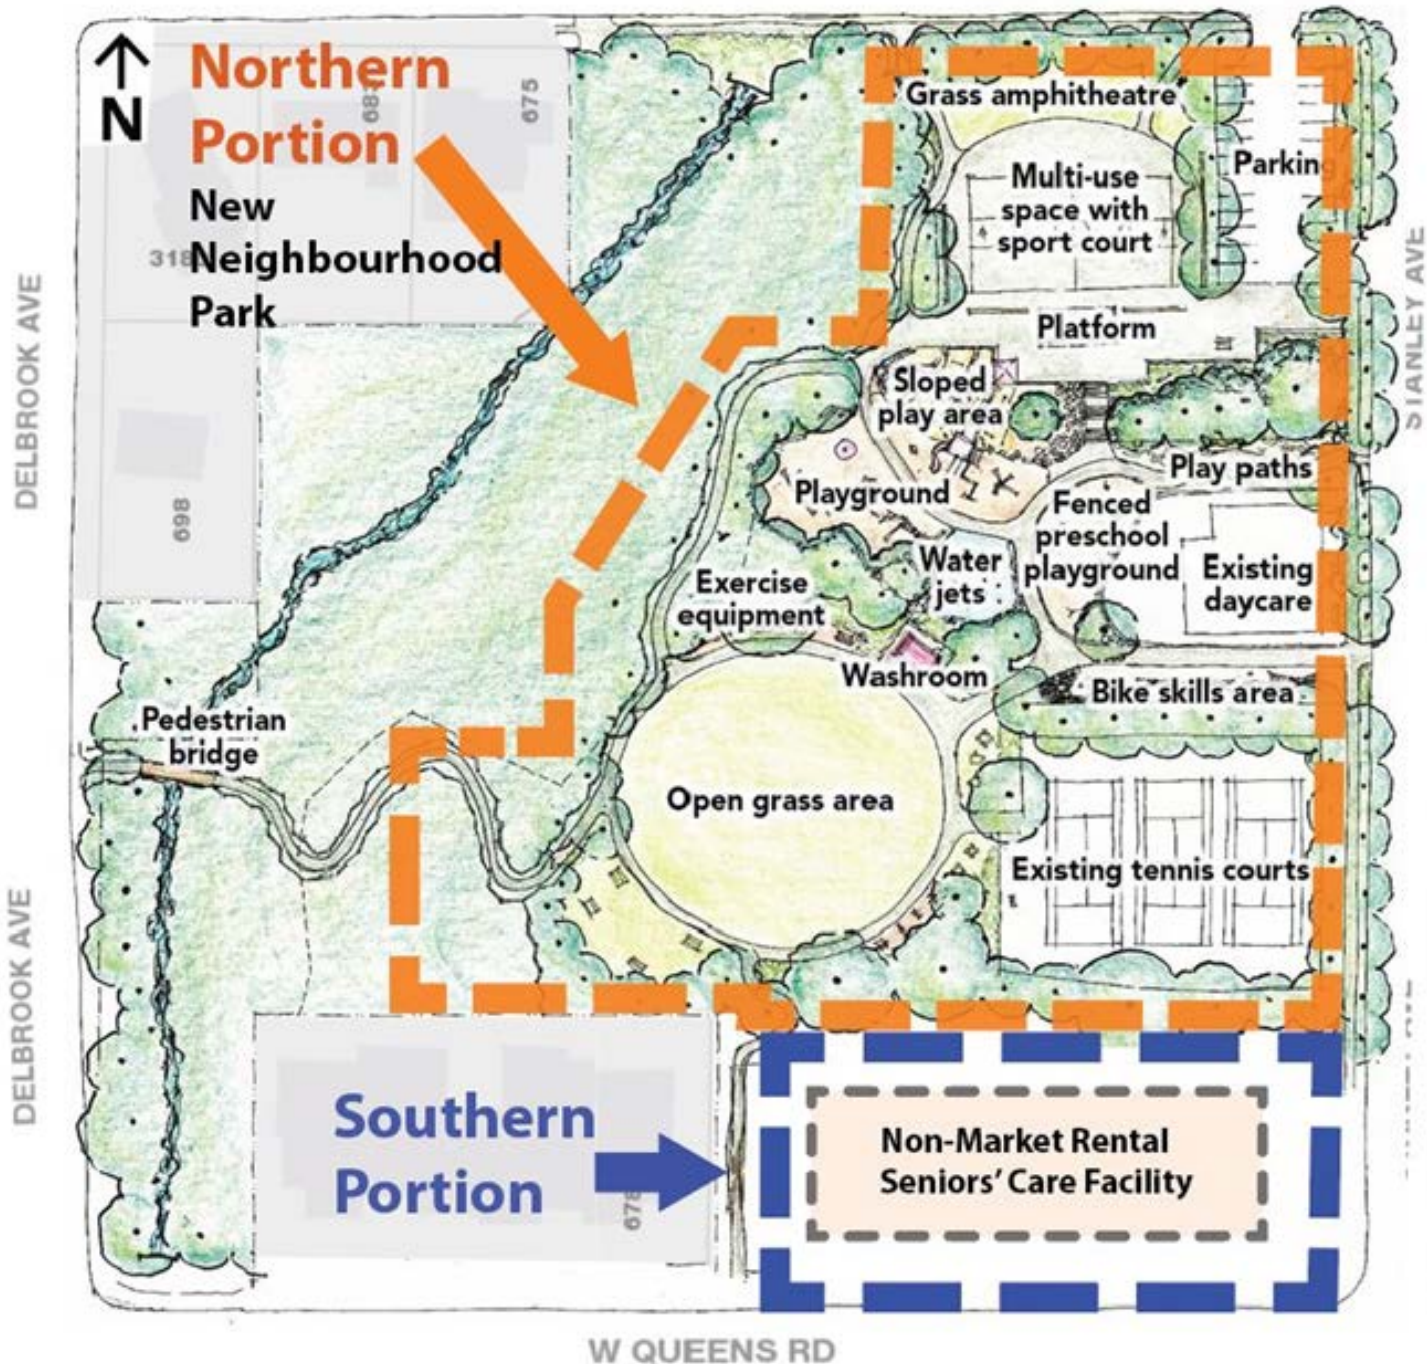 N
Northern
Portion
New
Neighbourhood
Park
675
698
DELBROOK AVE
DELBROOK AVE
STANLEY AVE
Grass amphitheatre
Parking
Multi-use
space with
sport court
Platform
Sloped
play area
Play paths
Playground
Fenced
preschool
playground
Water
jets
Existing
daycare
Exercise
equipment
Washroom
Bike skills area
Pedestrian
bridge
Open grass area
Existing tennis courts
Southern
Portion
Non-Market Rental
Seniors' Care Facility
W QUEENS RD